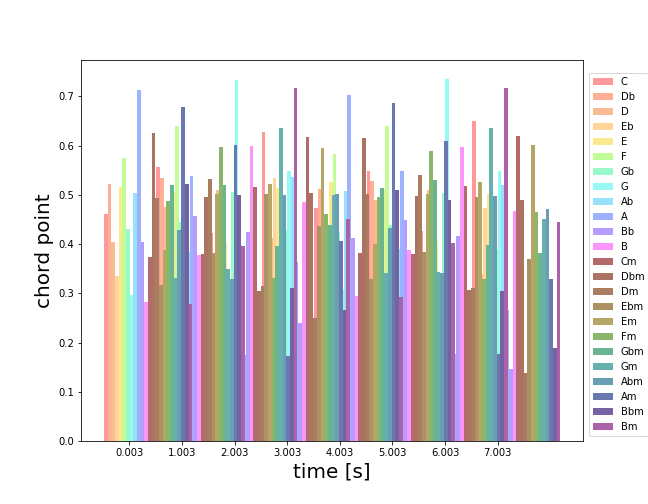 0.7
0.6
0.5
0.4
0.3
0.2
0.1
0.0
chord point
0.003
1.003
2.003
3.003
4.003
5.003
6.003
7.003
time [s]
C
Db
D
Eb
E
F
Gb
G
Ab
A
Bb
B
Cm
Dbm
Dm
Ebm
Em
Fm
Gbm
Gm
Abm
Am
Bbm
Bm